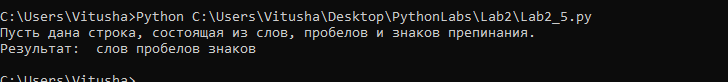 C:\Users\Vitusha>Python C:\Users\Vitusha\Desktop\PythonLabs\Lab2\Lab2_5.py
Пусть дана строка, состоящая из слов, пробелов и знаков препинания.
Результат:  слов пробелов знаков
C:\Users\Vitusha>